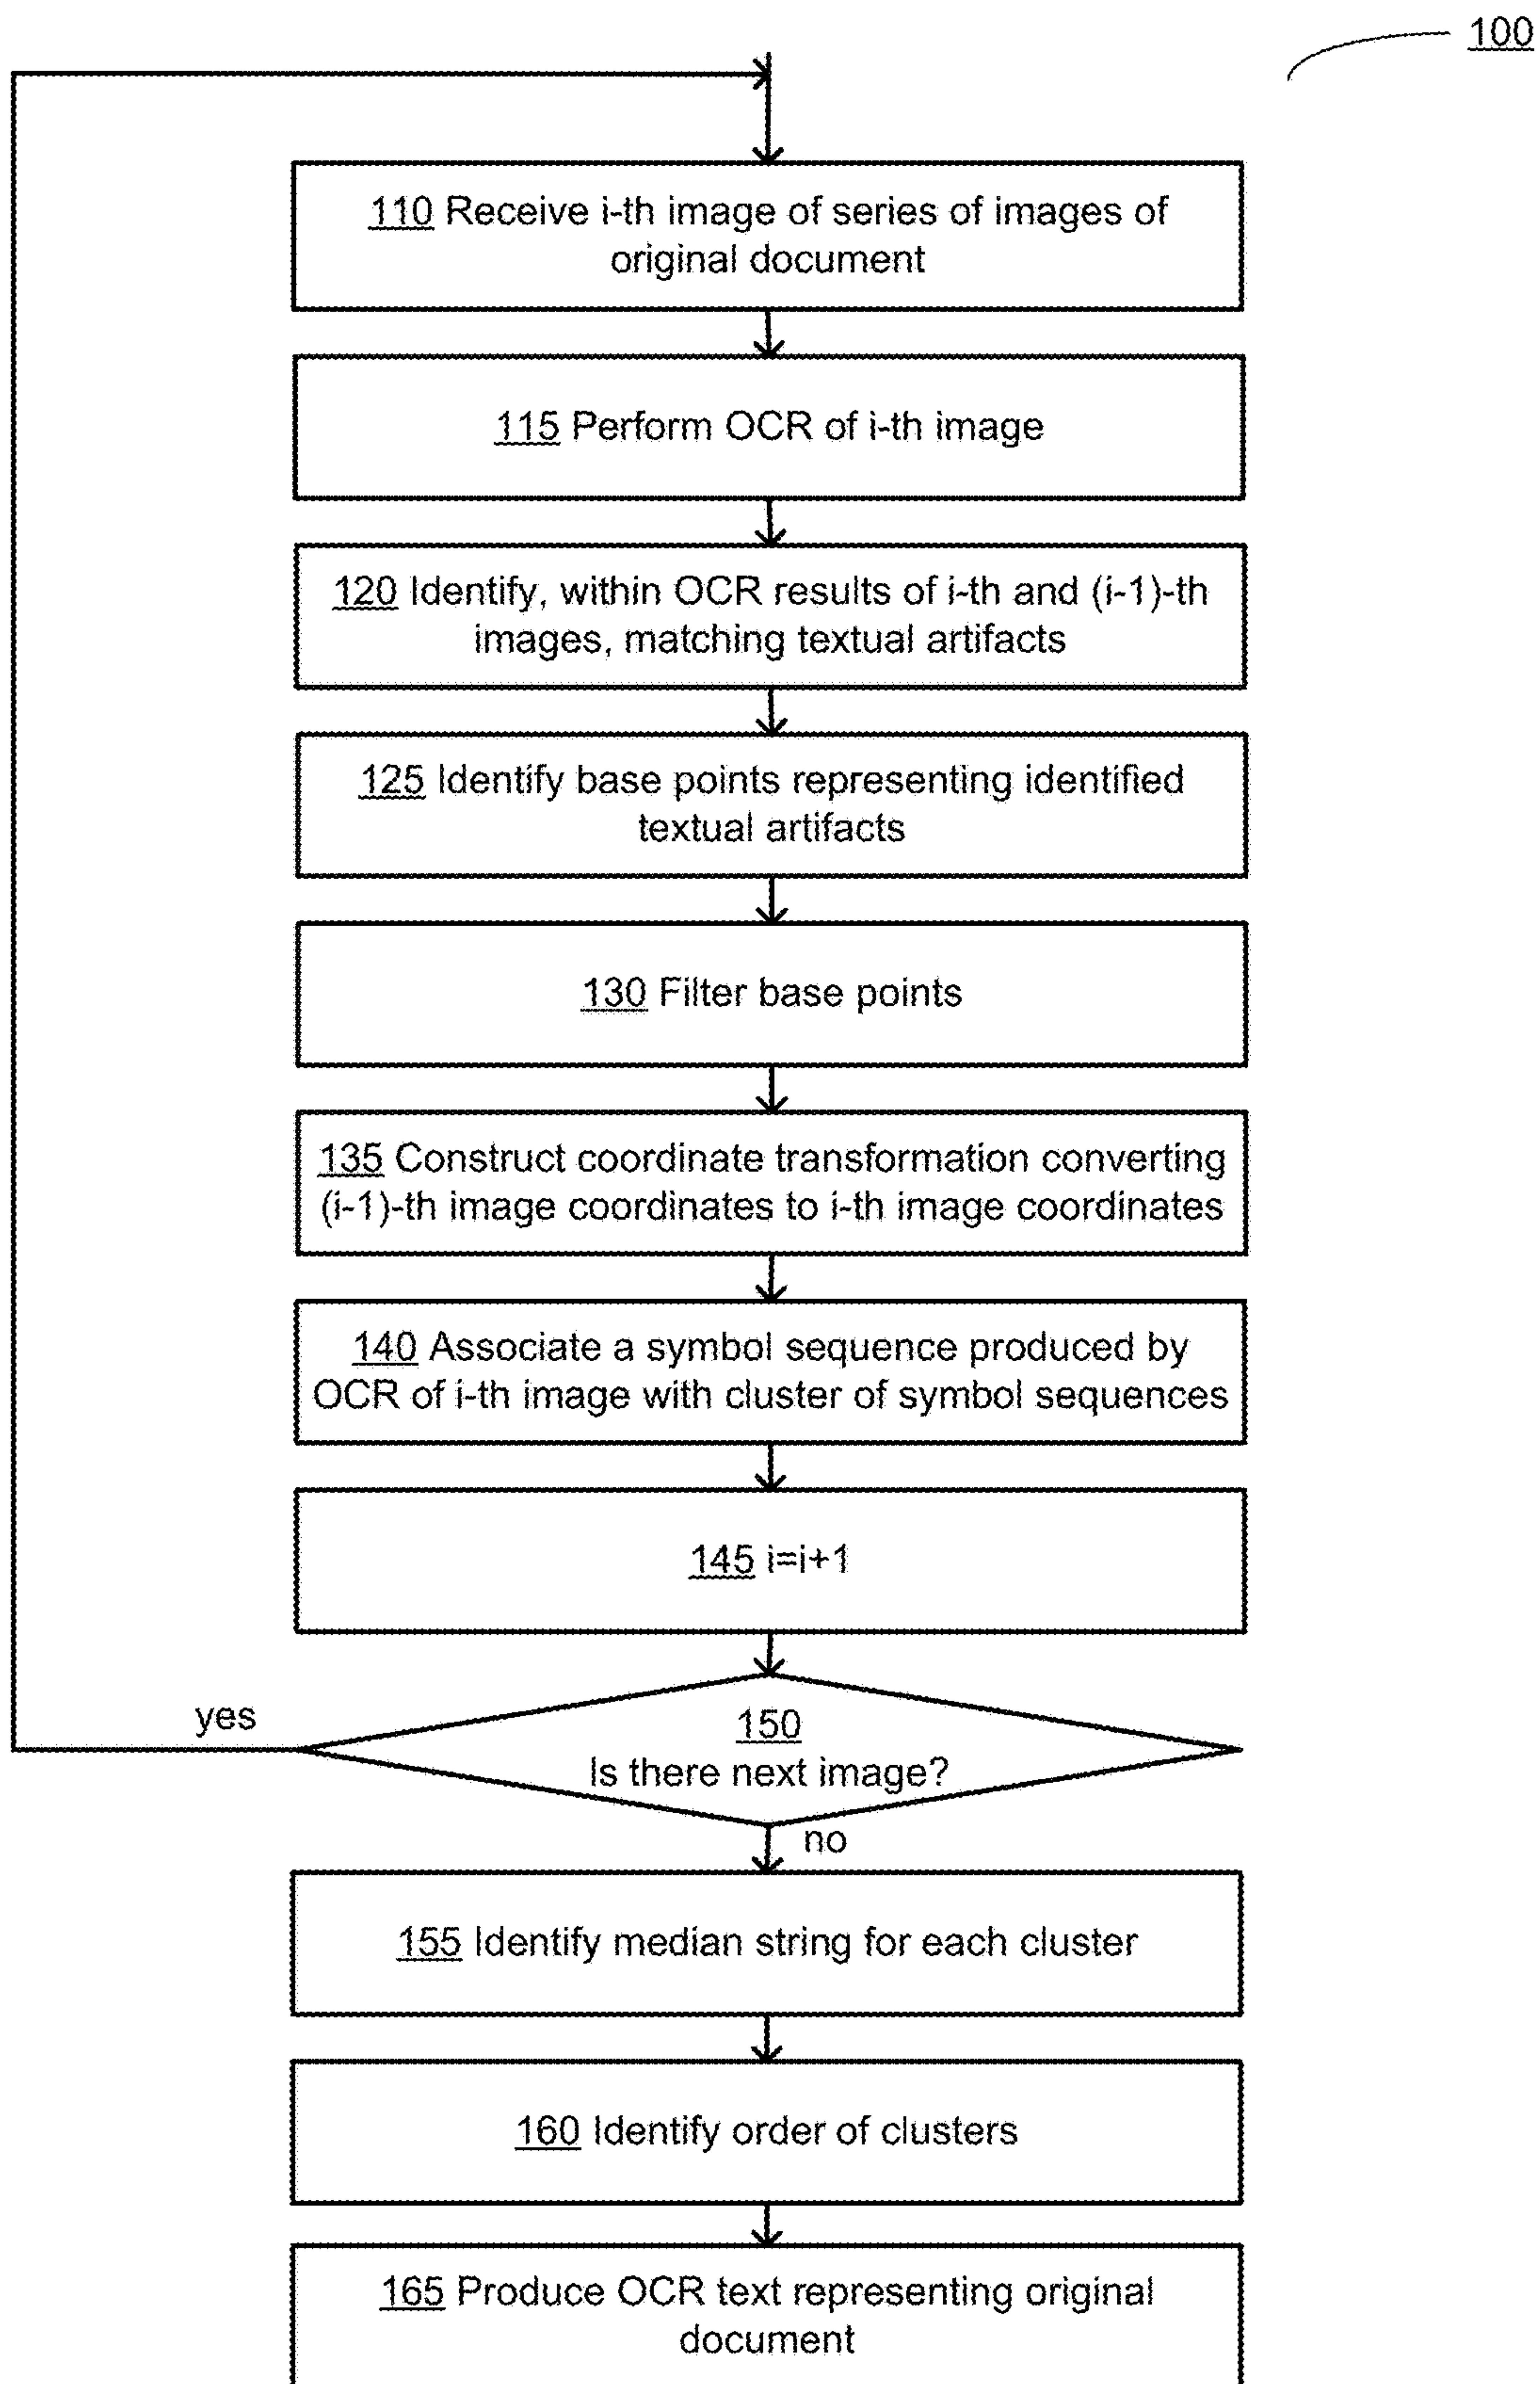 100
110 Receive i-th image of series of images of
original document
115 Perform OCR of i-th image
120 Identify, within OCR results of i-th and (i-1)-th
images, matching textual artifacts
125 Identify base points representing identified
textual artifacts
130 Filter base points
135 Construct coordinate transformation converting
(i-1)-th image coordinates to i-th image coordinates
140 Associate a symbol sequence produced by
OCR of i-th image with cluster of symbol sequences
145 i=i+1
yes
150
Is there next image?
no
155 Identify median string for each cluster
160 Identify order of clusters
165 Produce OCR text representing original
document